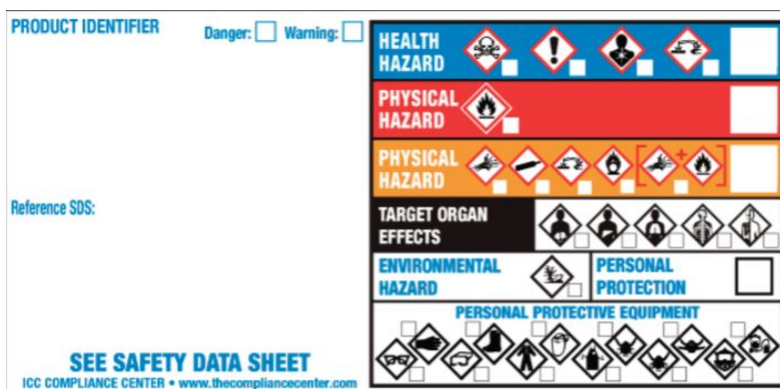 PRODUCT IDENTIFIER
Danger: Warning:
Reference SDS:
SEE SAFETY DATA SHEET
ICC COMPLIANCE CENTER • www.thecompliancecenter.com
HEALTH
HAZARD
PHYSICAL
HAZARD
PHYSICAL
HAZARD
+
TARGET ORGAN
EFFECTS
ENVIRONMENTAL
HAZARD
PERSONAL
PROTECTION
PERSONAL PROTECTIVE EQUIPMENT